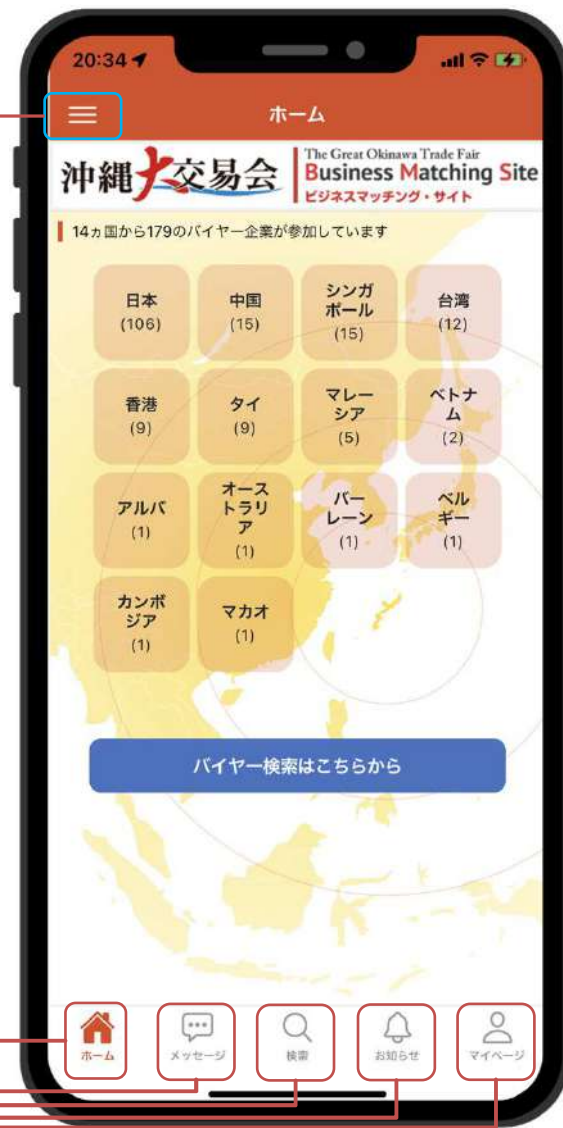 20:34
ホーム
沖縄大交易会
The Great Okinawa Trade Fair
Business Matching Site
ビジネスマッチング・サイト
14ヵ国から179のバイヤー企業が参加しています
日本
(106)
中国
(15)
シンガ
ポール
(15)
台湾
(12)
香港
(9)
タイ
(9)
マレー
シア
(5)
ベトナ
ム
(2)
アルバ
(1)
オース
トラリ
ア
(1)
バー
レーン
(1)
ベル
ギー
(1)
カンボ
ジア
(1)
マカオ
(1)
バイヤー検索はこちらから
ホーム
メッセージ
検索
お知らせ
マイページ